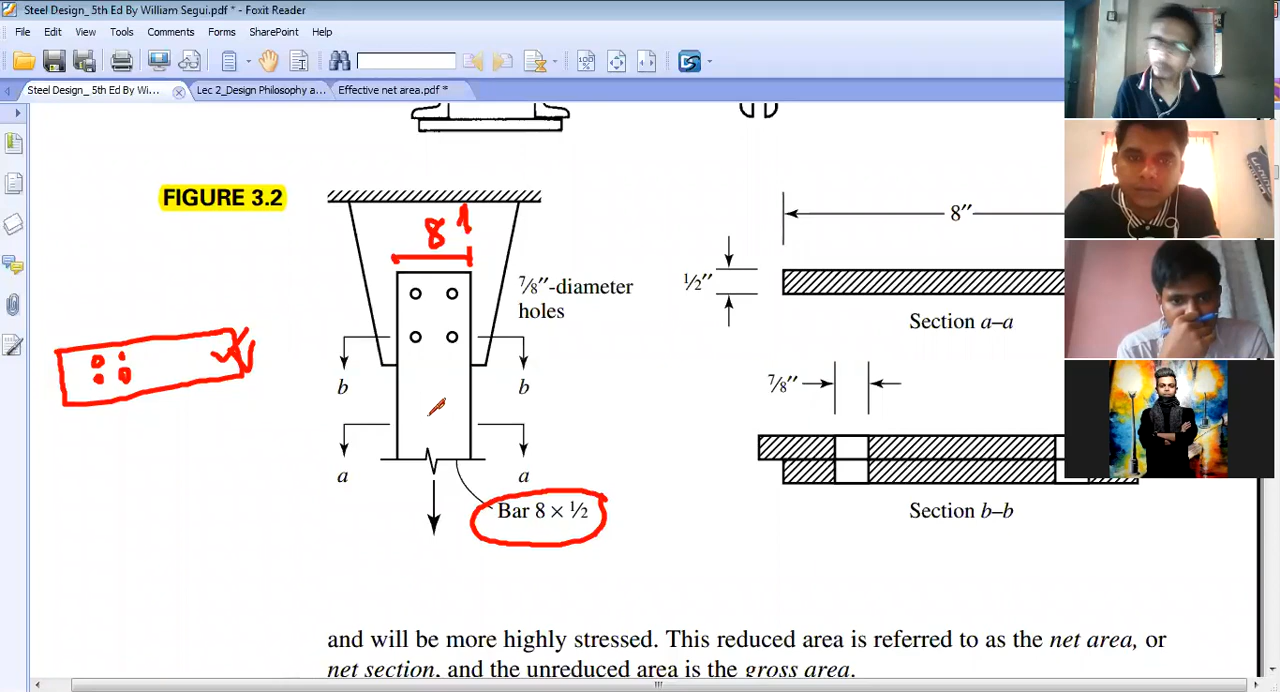 Steel Design_ 5th Ed By William Segui.pdf * - Foxit Reader
File Edit View Tools Comments Forms SharePoint Help
Steel Design_ 5th Ed By Wi... Lec 2_Design Philosophy a... Effective net area.pdf *
FIGURE 3.2
8
8″
7⁄8″-diameter
holes
1⁄2″
Section a–a
b b
7⁄8″
a a
Bar 8 × 1⁄2
Section b–b
and will be more highly stressed. This reduced area is referred to as the net area, or
net section, and the unreduced area is the gross area.